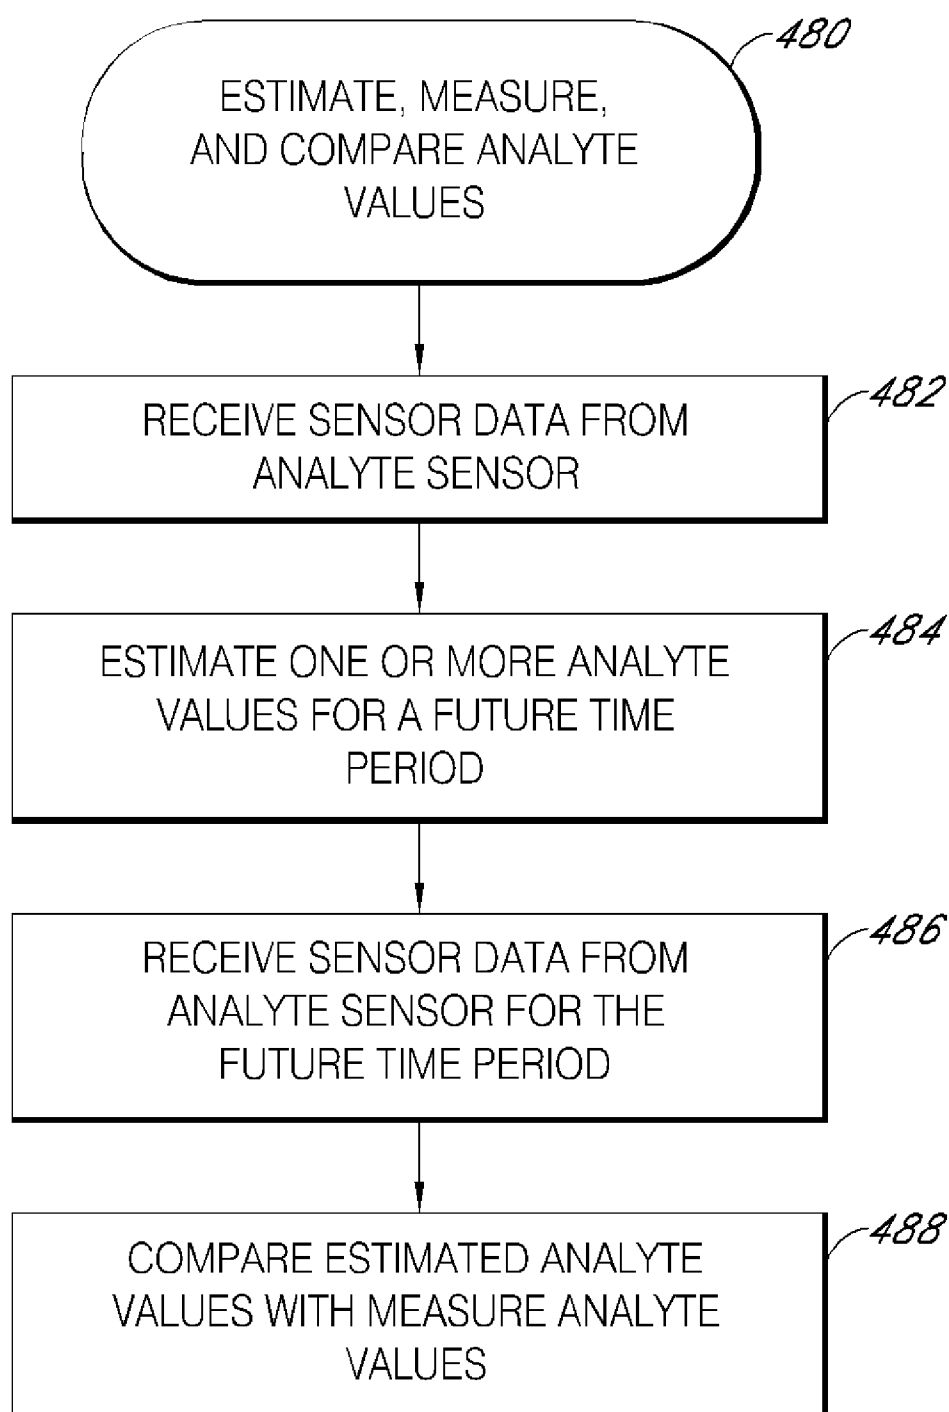 480
ESTIMATE, MEASURE,
AND COMPARE ANALYTE
VALUES
482
RECEIVE SENSOR DATA FROM
ANALYTE SENSOR
484
ESTIMATE ONE OR MORE ANALYTE
VALUES FOR A FUTURE TIME
PERIOD
486
RECEIVE SENSOR DATA FROM
ANALYTE SENSOR FOR THE
FUTURE TIME PERIOD
488
COMPARE ESTIMATED ANALYTE
VALUES WITH MEASURE ANALYTE
VALUES